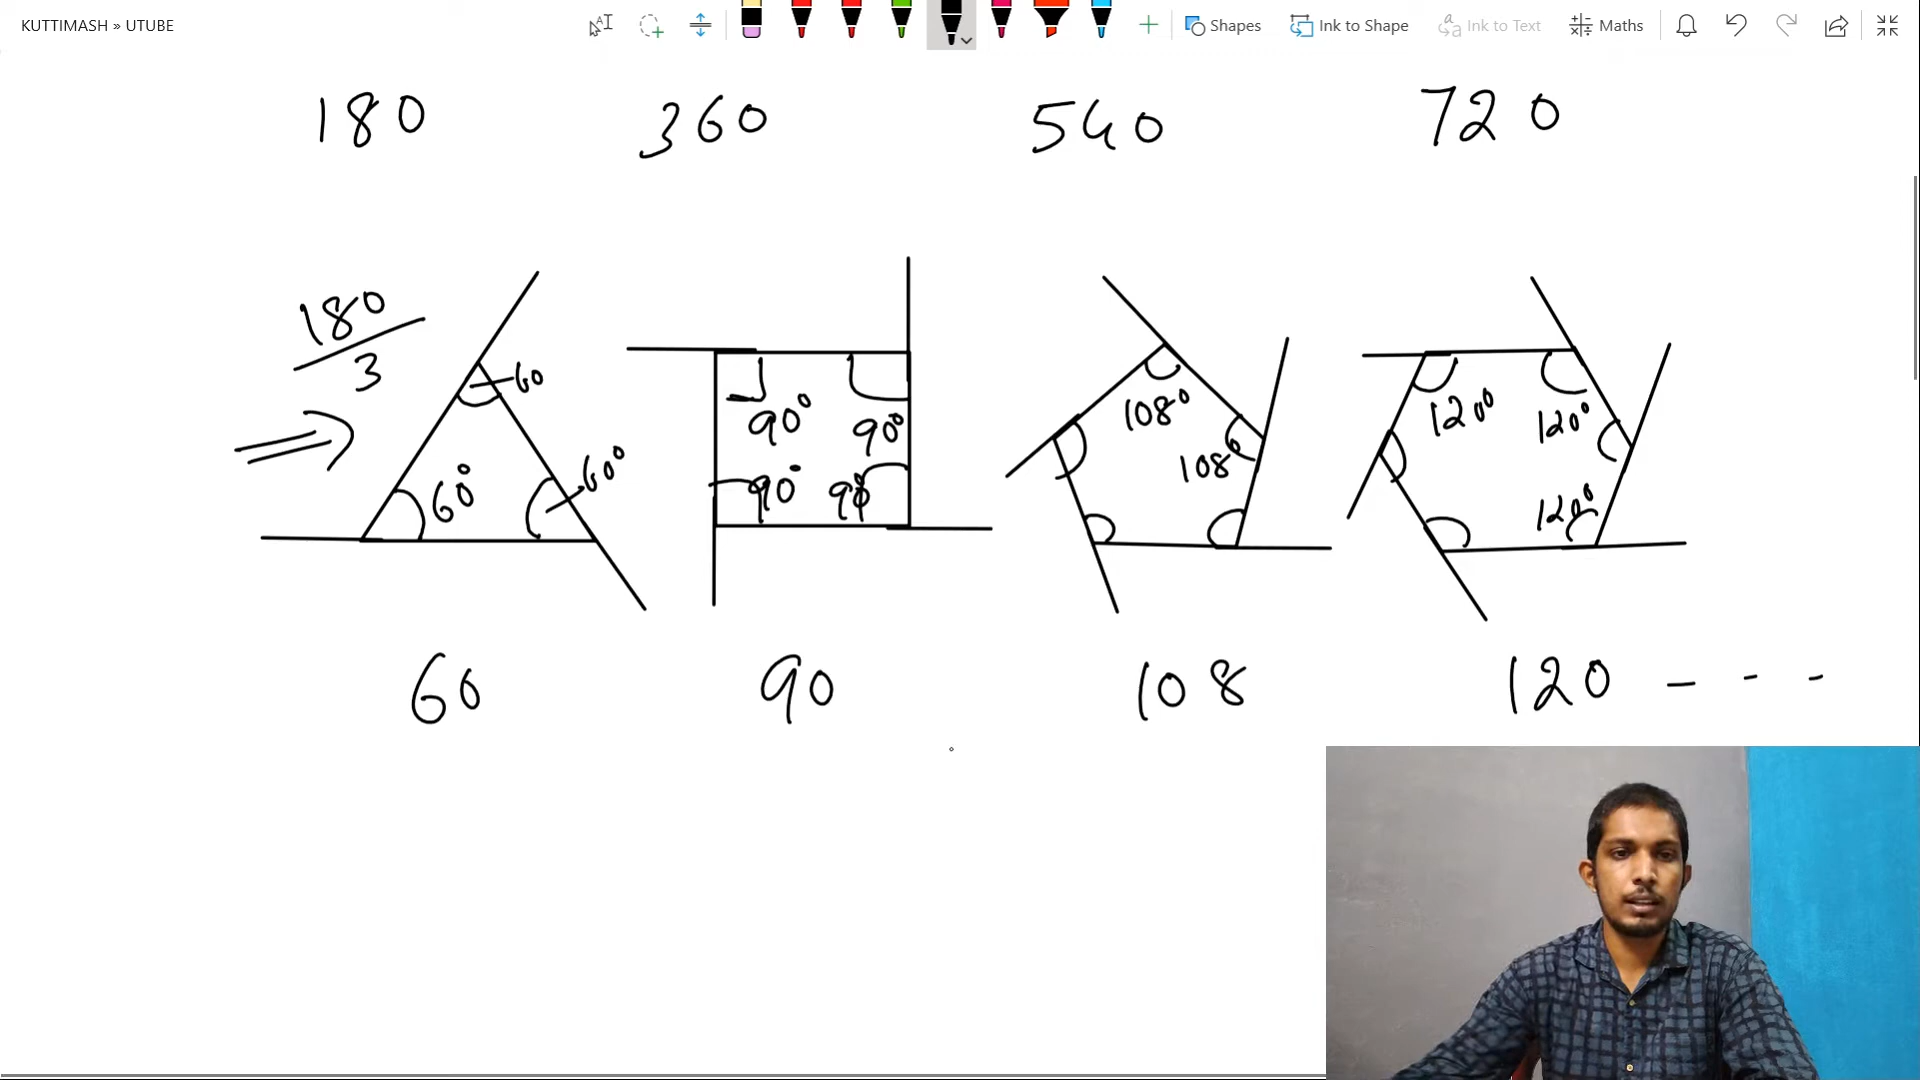 KUTTIMASH » UTUBE
Shapes Ink to Shape Ink to Text Maths
180 360 540 720
180
3
60
60°
60°
90° 90°
90° 90°
108°
108°
120° 120°
120°
60 90 108 120 - - -